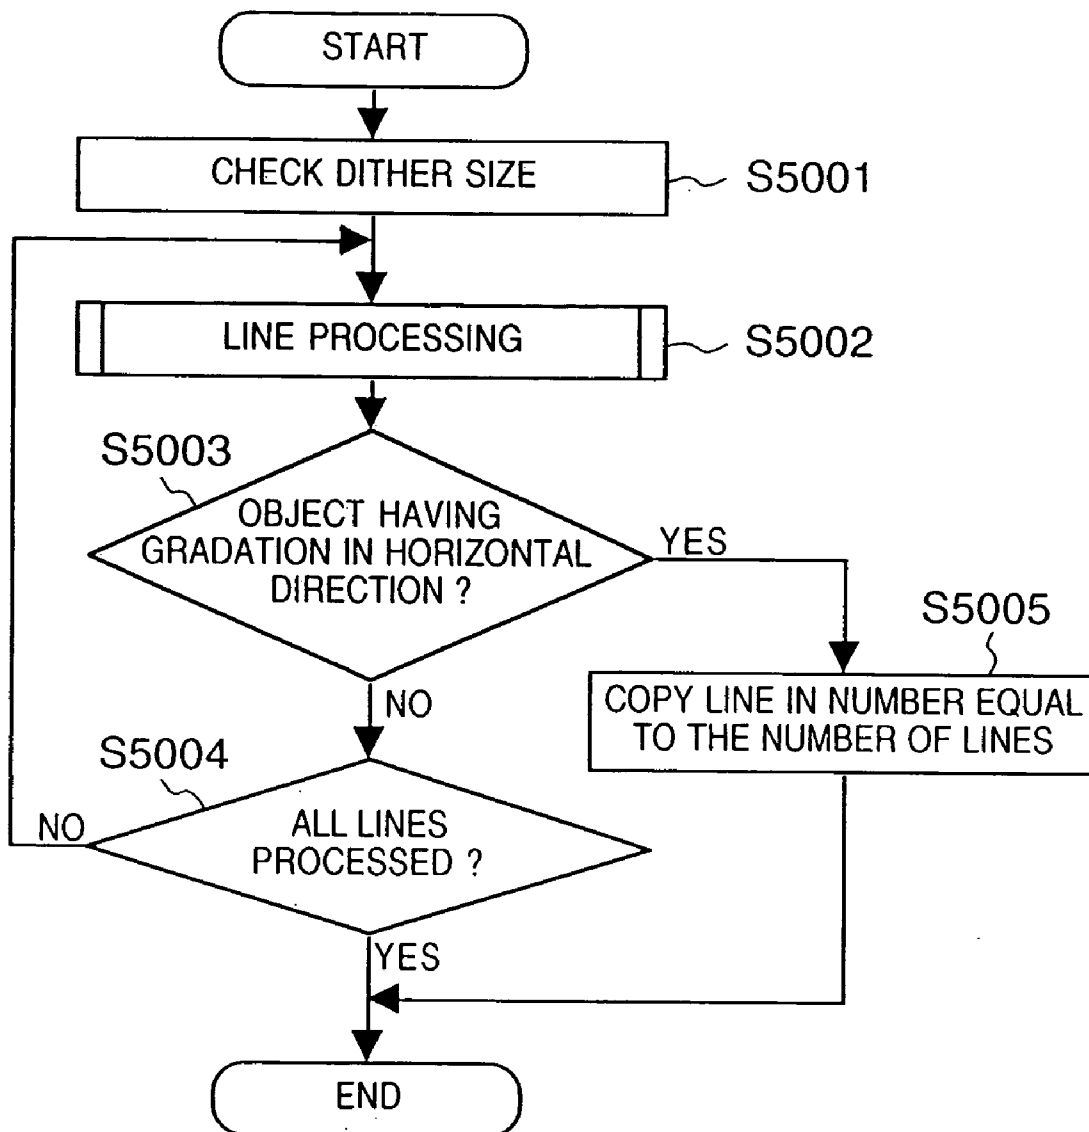 START
CHECK DITHER SIZE
S5001
LINE PROCESSING
S5002
S5003
OBJECT HAVING
GRADATION IN HORIZONTAL
DIRECTION ?
YES
S5005
COPY LINE IN NUMBER EQUAL
TO THE NUMBER OF LINES
NO
S5004
NO
ALL LINES
PROCESSED ?
YES
END